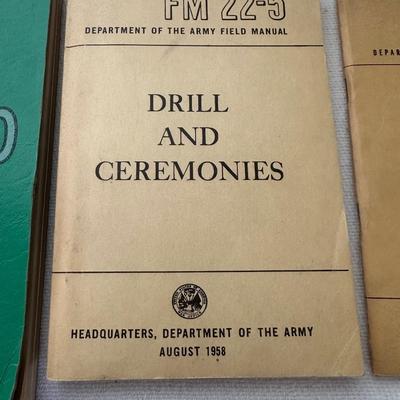 FM 22-5
DEPARTMENT OF THE ARMY FIELD MANUAL
DRILL
AND
CEREMONIES
HEADQUARTERS, DEPARTMENT OF THE ARMY
AUGUST 1958